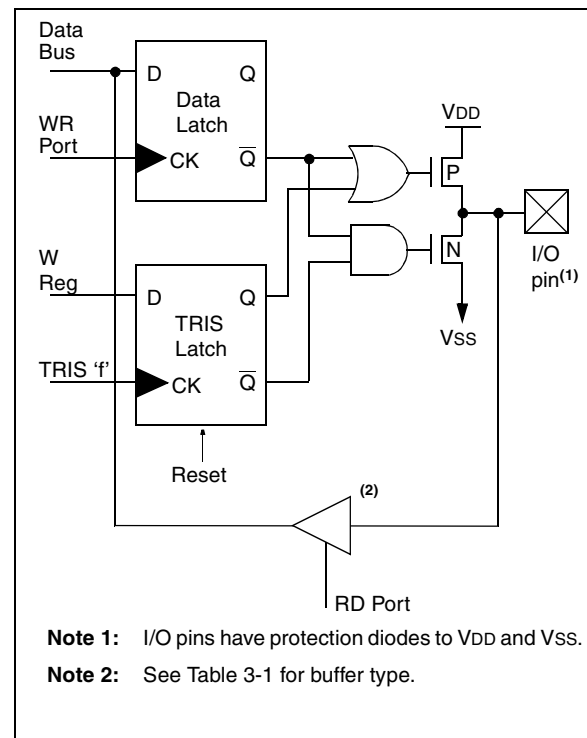 Data
Bus
D
Q
Data
Latch
WR
Port
CK
Q
VDD
P
N
I/O
pin(1)
VSS
W
Reg
D
Q
TRIS
Latch
TRIS ‘f’
CK
Q
Reset
(2)
RD Port
Note 1: I/O pins have protection diodes to VDD and VSS.
Note 2: See Table 3-1 for buffer type.